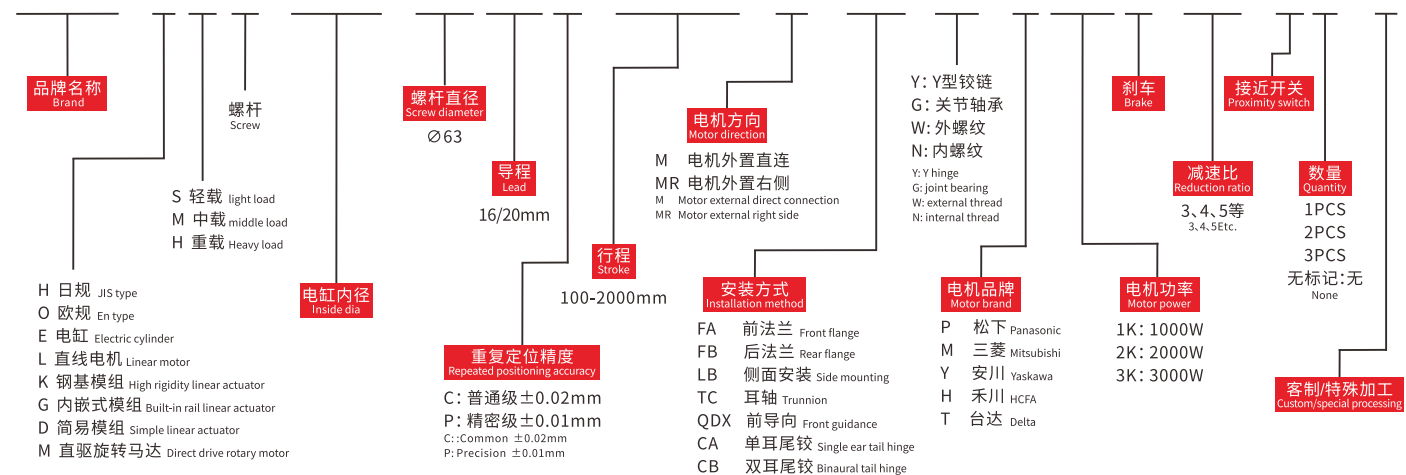 品牌名称
Brand
H 日规 JIS type
O 欧规 En type
E 电缸 Electric cylinder
L 直线电机 Linear motor
K 钢基模组 High rigidity linear actuator
G 内嵌式模组 Built-in rail linear actuator
D 简易模组 Simple linear actuator
M 直驱旋转马达 Direct drive rotary motor
S 轻载 light load
M 中载 middle load
H 重载 Heavy load
螺杆
Screw
电缸内径
Inside dia
螺杆直径
Screw diameter
∅63
导程
Lead
16/20mm
重复定位精度
Repeated positioning accuracy
C：普通级±0.02mm
P：精密级±0.01mm
C::Common ±0.02mm
P: Precision ±0.01mm
行程
Stroke
100-2000mm
电机方向
Motor direction
M 电机外置直连
MR 电机外置右侧
M Motor external direct connection
MR Motor external right side
安装方式
Installation method
FA 前法兰 Front flange
FB 后法兰 Rear flange
LB 侧面安装 Side mounting
TC 耳轴 Trunnion
QDX 前导向 Front guidance
CA 单耳尾铰 Single ear tail hinge
CB 双耳尾铰 Binaural tail hinge
Y：Y型铰链
G：关节轴承
W：外螺纹
N：内螺纹
Y: Y hinge
G: joint bearing
W: external thread
N: internal thread
电机品牌
Motor brand
P 松下 Panasonic
M 三菱 Mitsubishi
Y 安川 Yaskawa
H 禾川 HCFA
T 台达 Delta
电机功率
Motor power
1K：1000W
2K：2000W
3K：3000W
刹车
Brake
减速比
Reduction ratio
3、4、5等
3、4、5Etc.
接近开关
Proximity switch
数量
Quantity
1PCS
2PCS
3PCS
无标记：无
None
客制/特殊加工
Custom/special processing